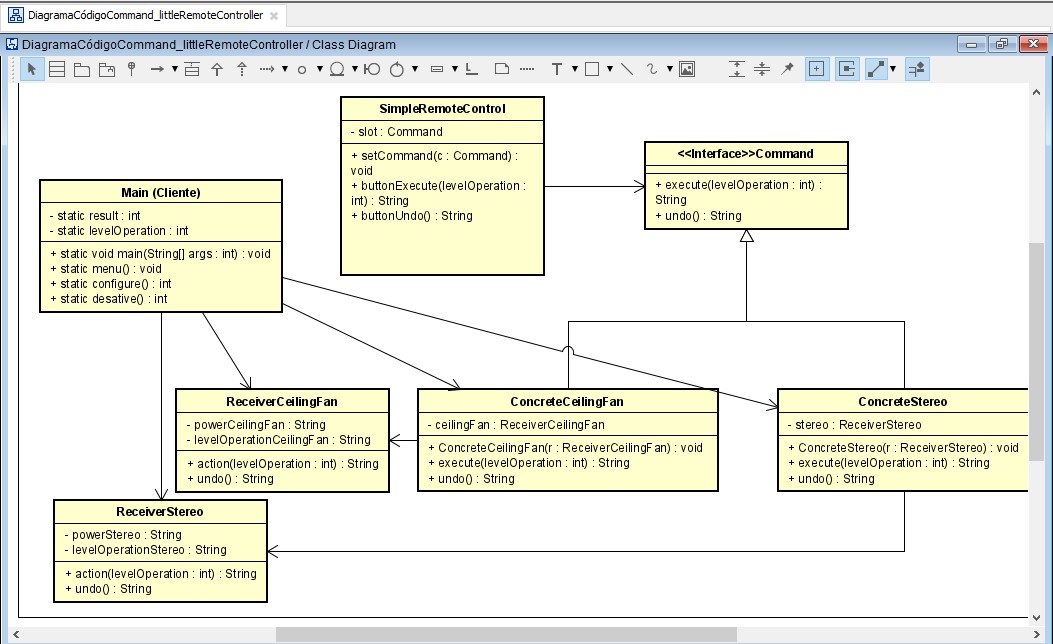 DiagramaCódigoCommand_littleRemoteController
DiagramaCódigoCommand_littleRemoteController / Class Diagram
SimpleRemoteControl
- slot : Command
+ setCommand(c : Command) :
void
+ buttonExecute(levelOperation :
int) : String
+ buttonUndo() : String
<<Interface>>Command
+ execute(levelOperation : int) :
String
+ undo() : String
Main (Cliente)
- static result : int
- static levelOperation : int
+ static void main(String[] args : int) : void
+ static menu() : void
+ static configure() : int
+ static desative() : int
ReceiverCeilingFan
- powerCeilingFan : String
- levelOperationCeilingFan : String
+ action(levelOperation : int) : String
+ undo() : String
ConcreteCeilingFan
- ceilingFan : ReceiverCeilingFan
+ ConcreteCeilingFan(r : ReceiverCeilingFan) : void
+ execute(levelOperation : int) : String
+ undo() : String
ConcreteStereo
- stereo : ReceiverStereo
+ ConcreteStereo(r : ReceiverStereo) : void
+ execute(levelOperation : int) : String
+ undo() : String
ReceiverStereo
- powerStereo : String
- levelOperationStereo : String
+ action(levelOperation : int) : String
+ undo() : String